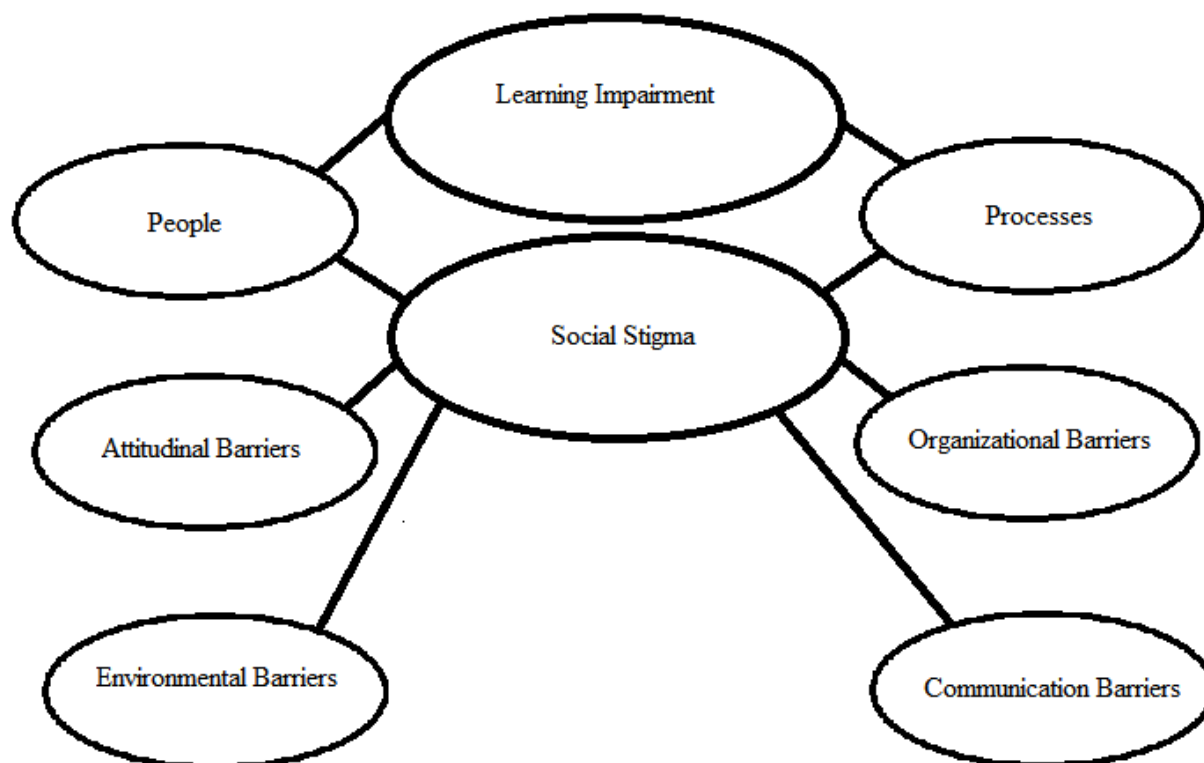 Learning Impairment
People
Processes
Social Stigma
Attitudinal Barriers
Organizational Barriers
Environmental Barriers
Communication Barriers